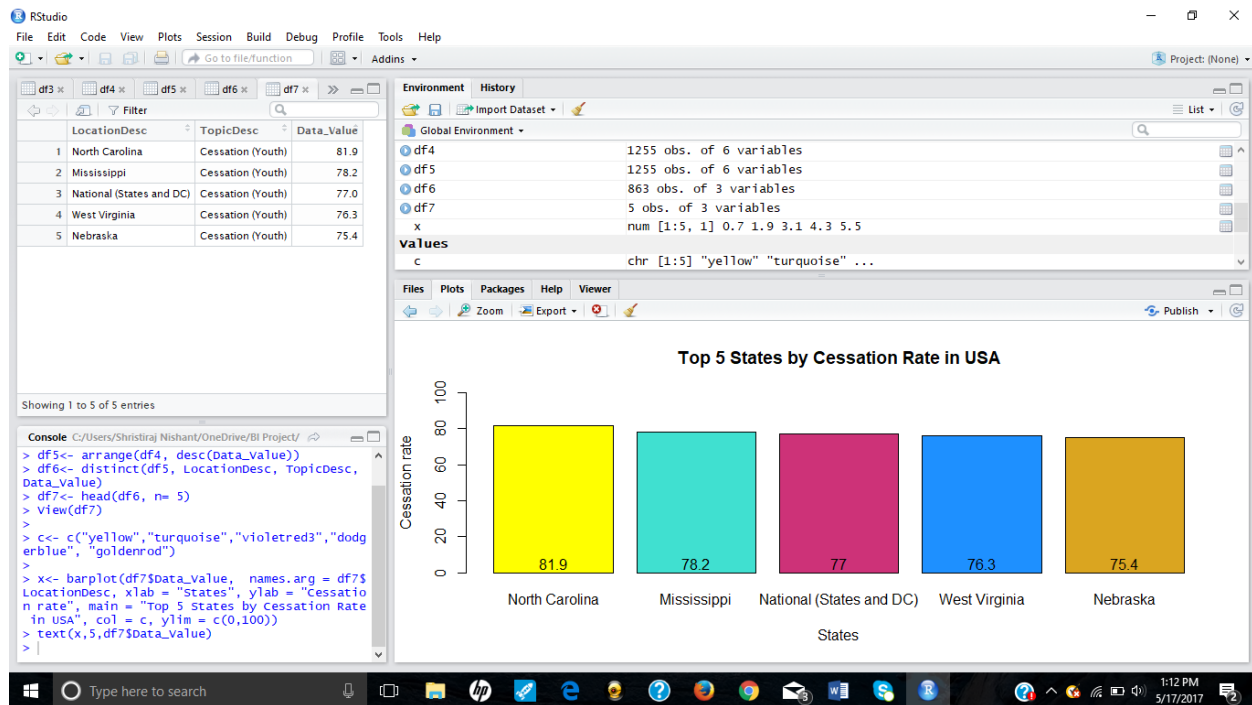 RStudio
File Edit Code View Plots Session Build Debug Profile Tools Help
Go to file/function Addins Project: (None)
df3 df4 df5 df6 df7
Filter
LocationDesc TopicDesc Data_Value
1 North Carolina Cessation (Youth) 81.9
2 Mississippi Cessation (Youth) 78.2
3 National (States and DC) Cessation (Youth) 77.0
4 West Virginia Cessation (Youth) 76.3
5 Nebraska Cessation (Youth) 75.4
Showing 1 to 5 of 5 entries
Console C:/Users/Shristiraj Nishant/OneDrive/BI Project/
> df5<- arrange(df4, desc(Data_Value))
> df6<- distinct(df5, LocationDesc, TopicDesc,
Data_Value)
> df7<- head(df6, n= 5)
> View(df7)
>
> c<- c("yellow","turquoise","violetred3","dodg
erblue", "goldenrod")
>
> x<- barplot(df7$Data_Value, names.arg = df7$
LocationDesc, xlab = "States", ylab = "Cessatio
n rate", main = "Top 5 States by Cessation Rate
in USA", col = c, ylim = c(0,100))
> text(x,5,df7$Data_Value)
>
Environment History
Import Dataset List
Global Environment
df4 1255 obs. of 6 variables
df5 1255 obs. of 6 variables
df6 863 obs. of 3 variables
df7 5 obs. of 3 variables
x num [1:5, 1] 0.7 1.9 3.1 4.3 5.5
Values
c chr [1:5] "yellow" "turquoise" ...
Files Plots Packages Help Viewer
Zoom Export Publish
Top 5 States by Cessation Rate in USA
Cessation rate
100
80
60
40
20
0
81.9 78.2 77 76.3 75.4
North Carolina Mississippi National (States and DC) West Virginia Nebraska
States
Type here to search
1:12 PM
5/17/2017